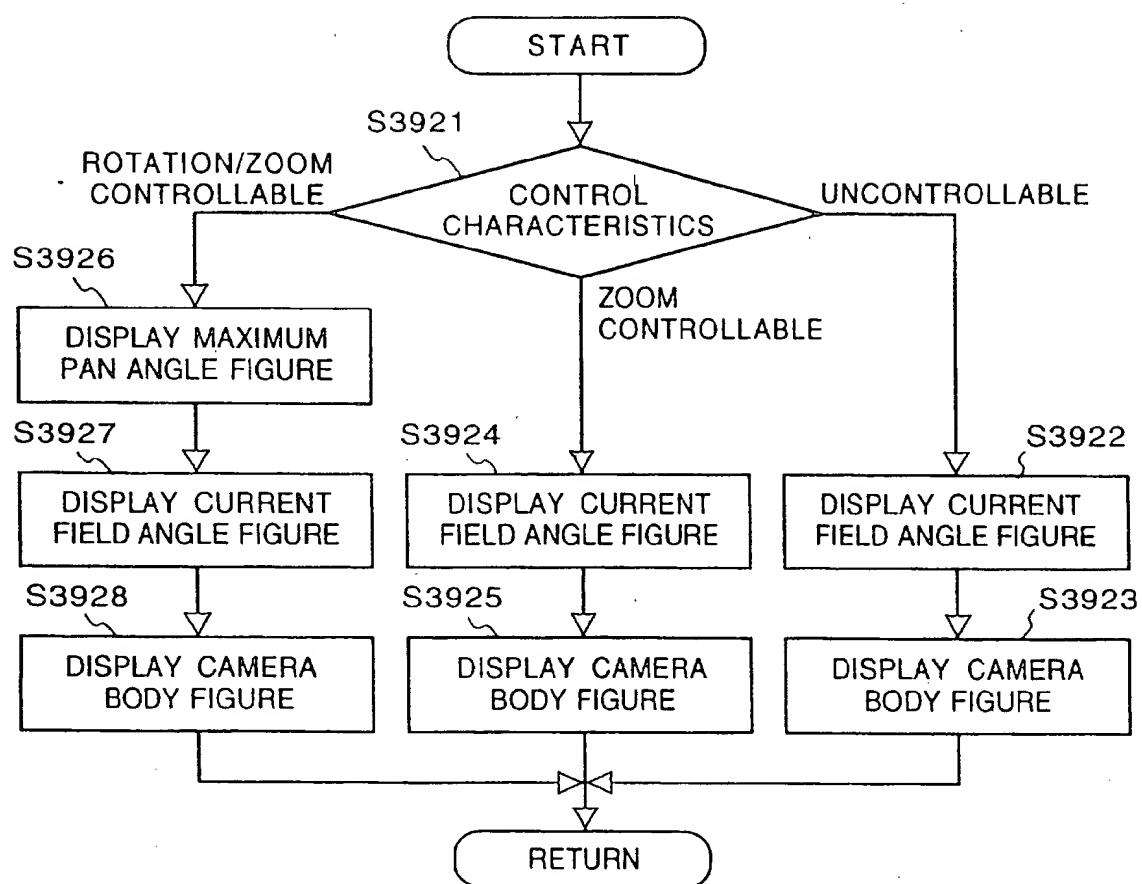 START
S3921
ROTATION/ZOOM
CONTROLLABLE
CONTROL
CHARACTERISTICS
UNCONTROLLABLE
ZOOM
CONTROLLABLE
S3926
DISPLAY MAXIMUM
PAN ANGLE FIGURE
S3927
DISPLAY CURRENT
FIELD ANGLE FIGURE
S3928
DISPLAY CAMERA
BODY FIGURE
S3924
DISPLAY CURRENT
FIELD ANGLE FIGURE
S3925
DISPLAY CAMERA
BODY FIGURE
S3922
DISPLAY CURRENT
FIELD ANGLE FIGURE
S3923
DISPLAY CAMERA
BODY FIGURE
RETURN